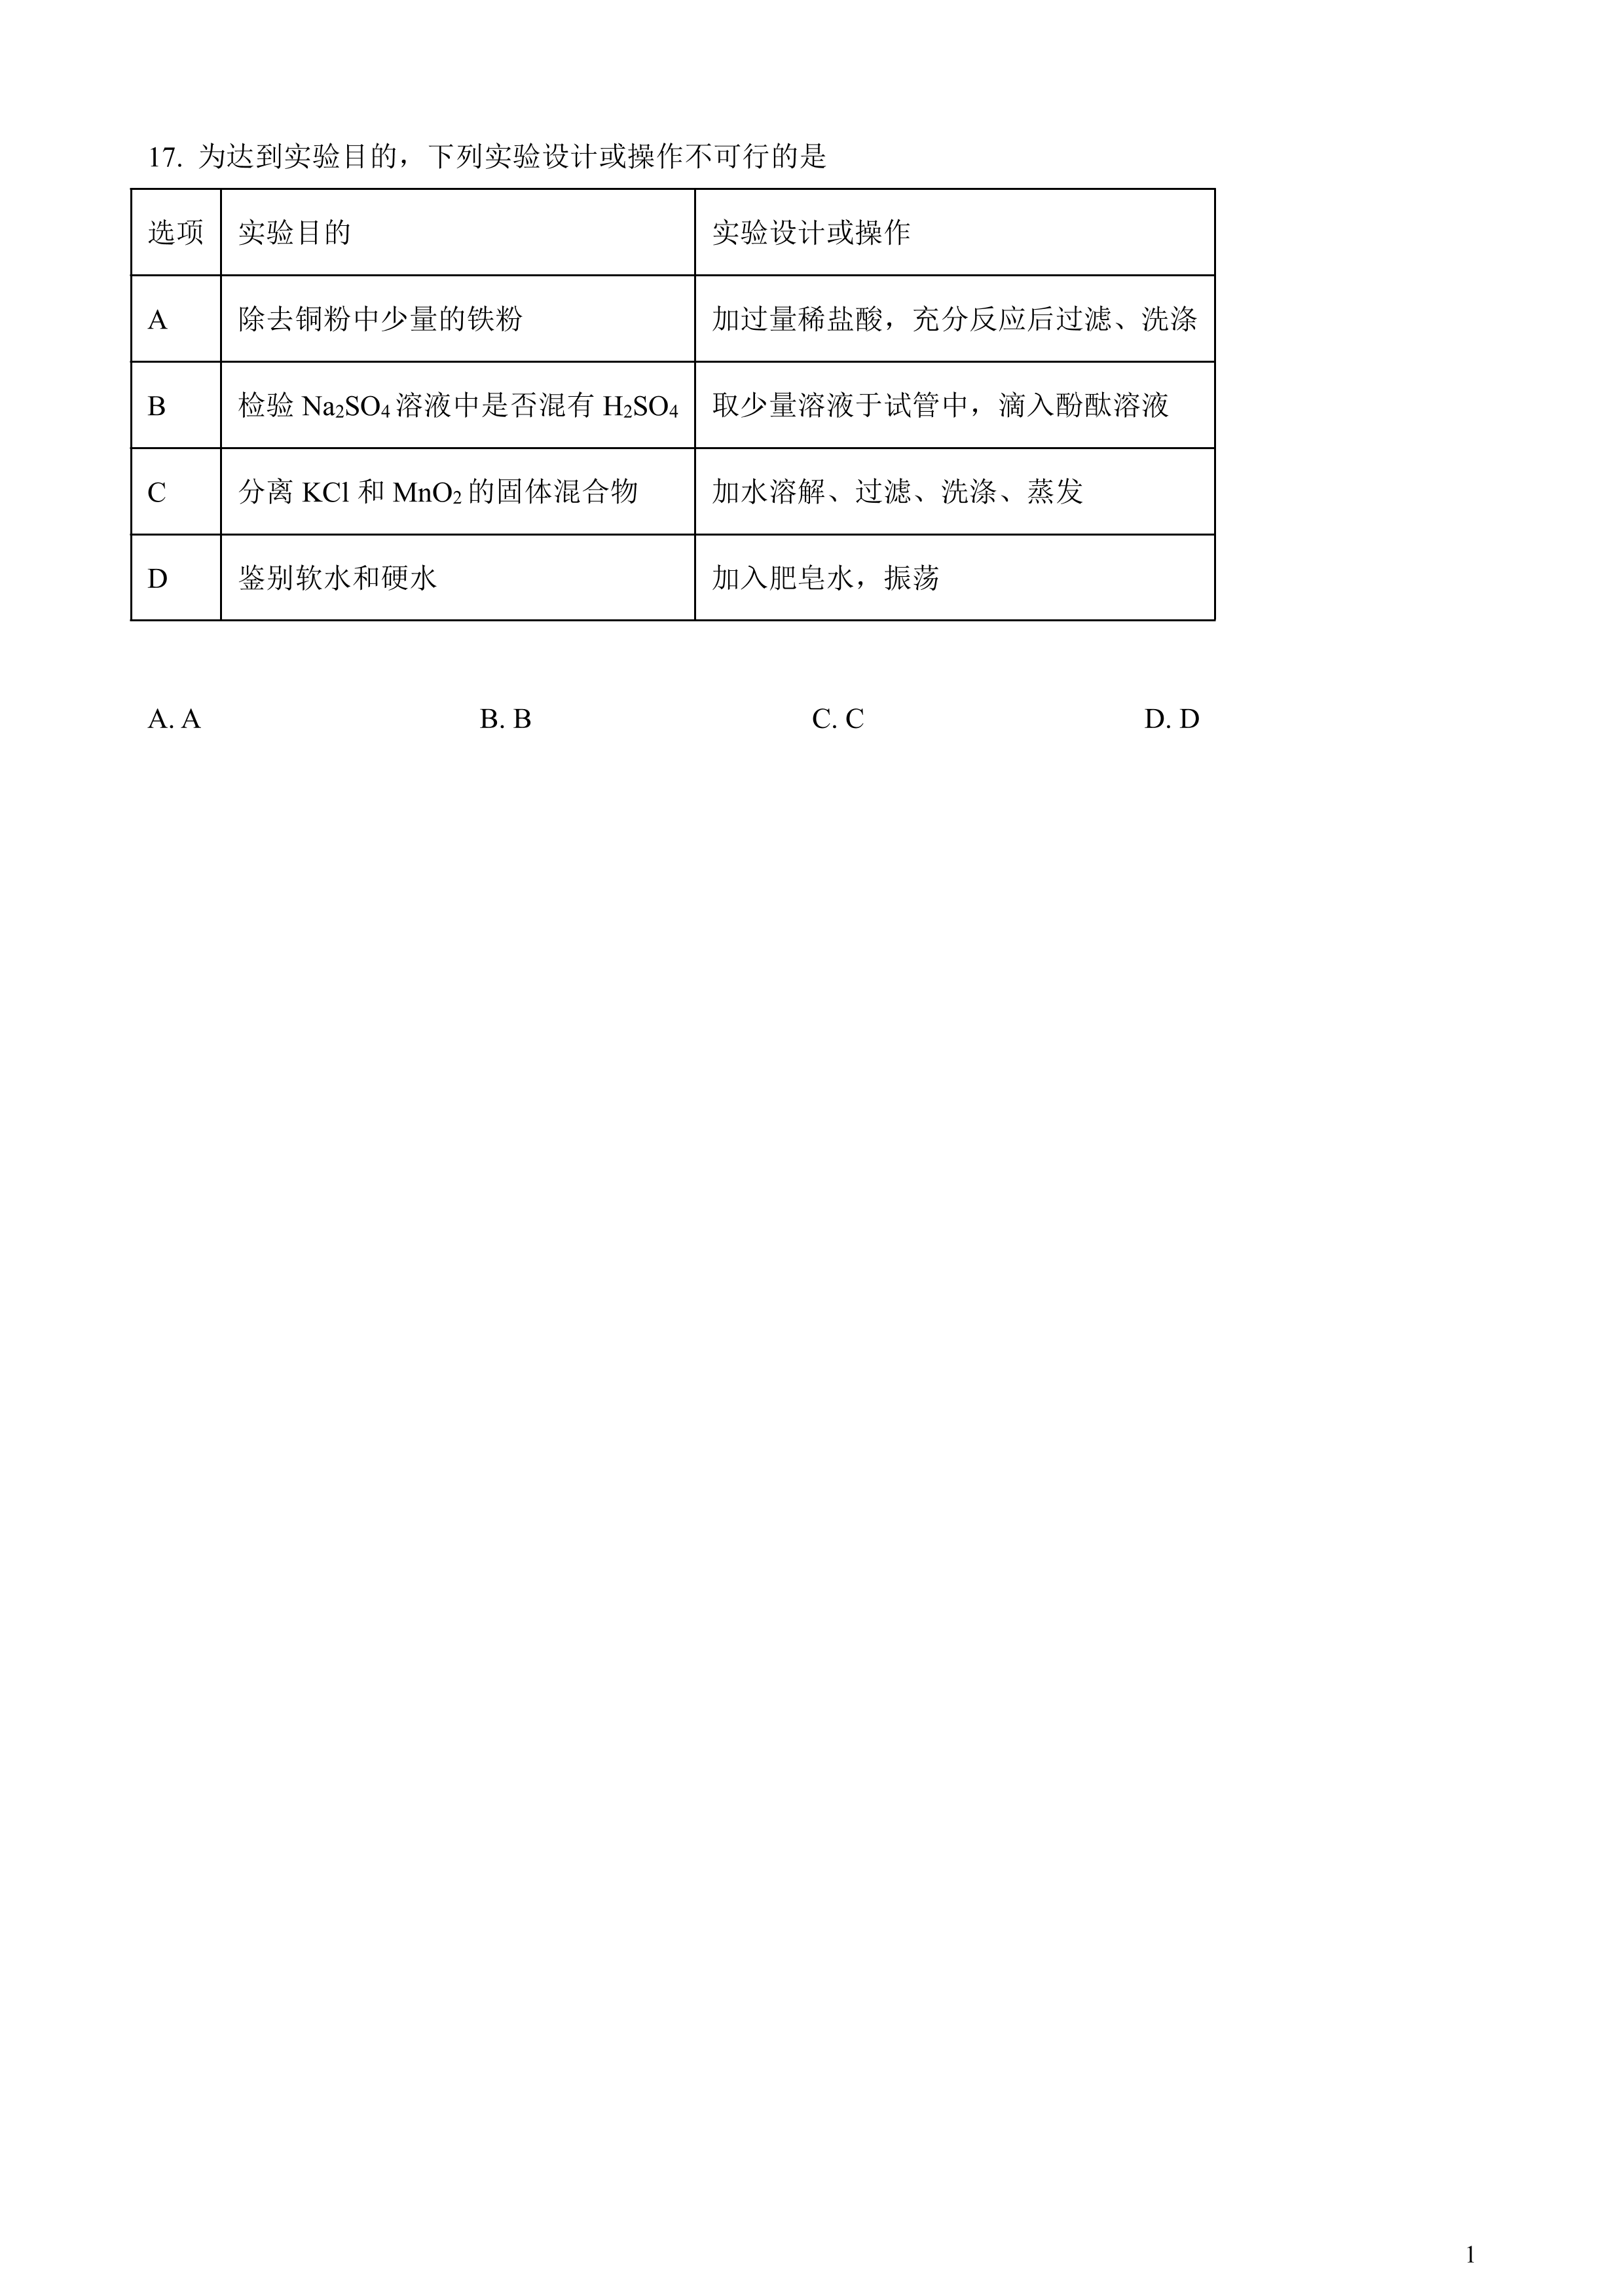 17. 为达到实验目的，下列实验设计或操作不可行的是
选项 实验目的 实验设计或操作
A 除去铜粉中少量的铁粉 加过量稀盐酸，充分反应后过滤、洗涤
B 检验 Na₂SO₄ 溶液中是否混有 H₂SO₄ 取少量溶液于试管中，滴入酚酞溶液
C 分离 KCl 和 MnO₂ 的固体混合物 加水溶解、过滤、洗涤、蒸发
D 鉴别软水和硬水 加入肥皂水，振荡
A. A B. B C. C D. D
1